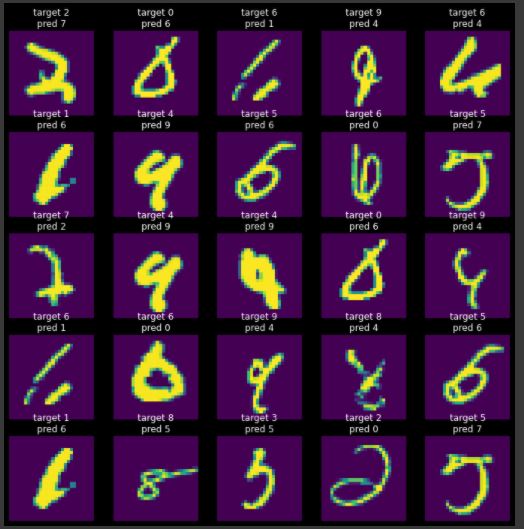 target 2
pred 7
target 0
pred 6
target 6
pred 1
target 9
pred 4
target 6
pred 4
target 1
pred 6
target 4
pred 9
target 5
pred 6
target 6
pred 0
target 5
pred 7
target 7
pred 2
target 4
pred 9
target 4
pred 9
target 0
pred 6
target 9
pred 4
target 6
pred 1
target 6
pred 0
target 9
pred 4
target 8
pred 4
target 5
pred 6
target 1
pred 6
target 8
pred 5
target 3
pred 5
target 2
pred 0
target 5
pred 7